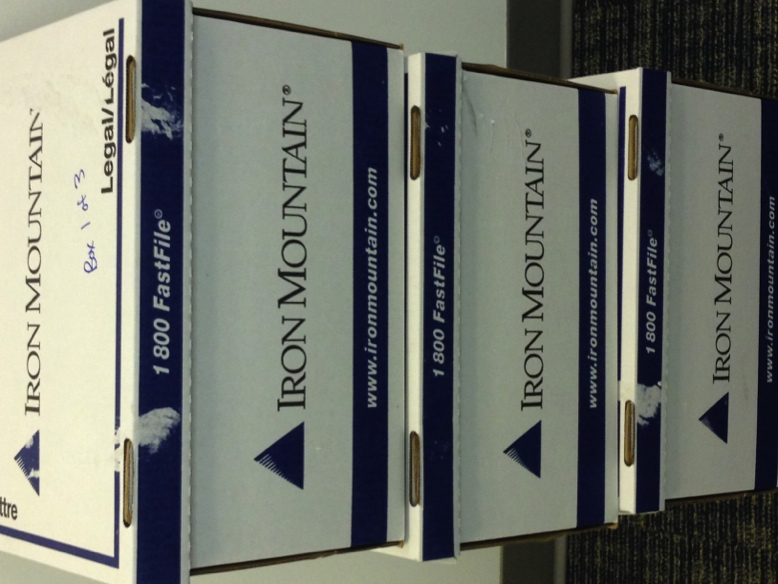 ttre
IRON MOUNTAIN
Box 1 of 3
Legal/Légal
1 800 FastFile®
IRON MOUNTAIN®
www.ironmountain.com
1 800 FastFile®
IRON MOUNTAIN®
www.ironmountain.com
1 800 FastFile®
IRON MOUNTAIN®
www.ironmountain.com